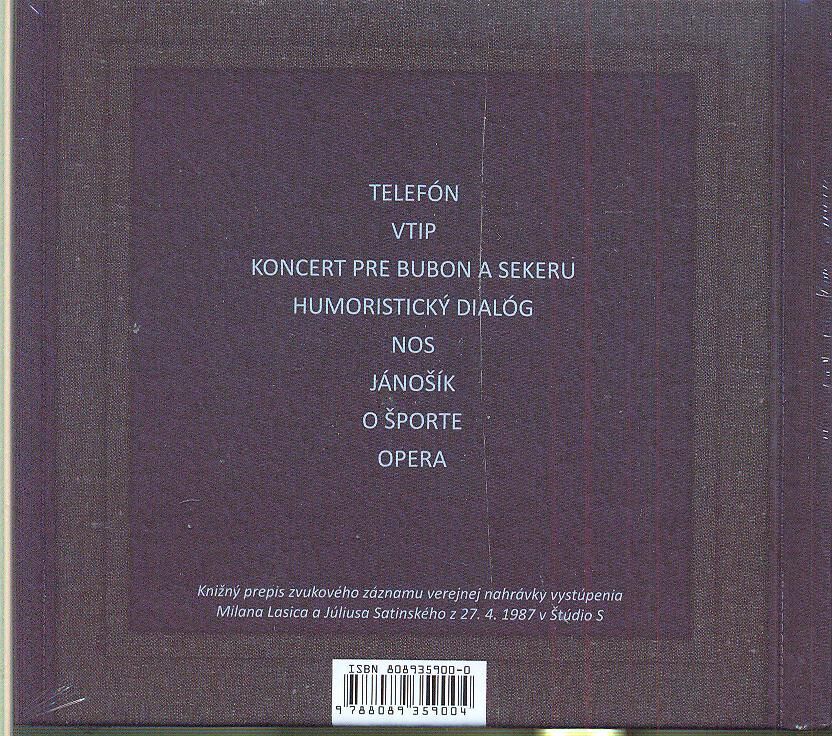 TELEFÓN
VTIP
KONCERT PRE BUBON A SEKERU
HUMORISTICKÝ DIALÓG
NOS
JÁNOŠÍK
O ŠPORTE
OPERA
Knižný prepis zvukového záznamu verejnej nahrávky vystúpenia
Milana Lasica a Júliusa Satinského z 27. 4. 1987 v Štúdio S
ISBN 808935900-0
9 788089 359004